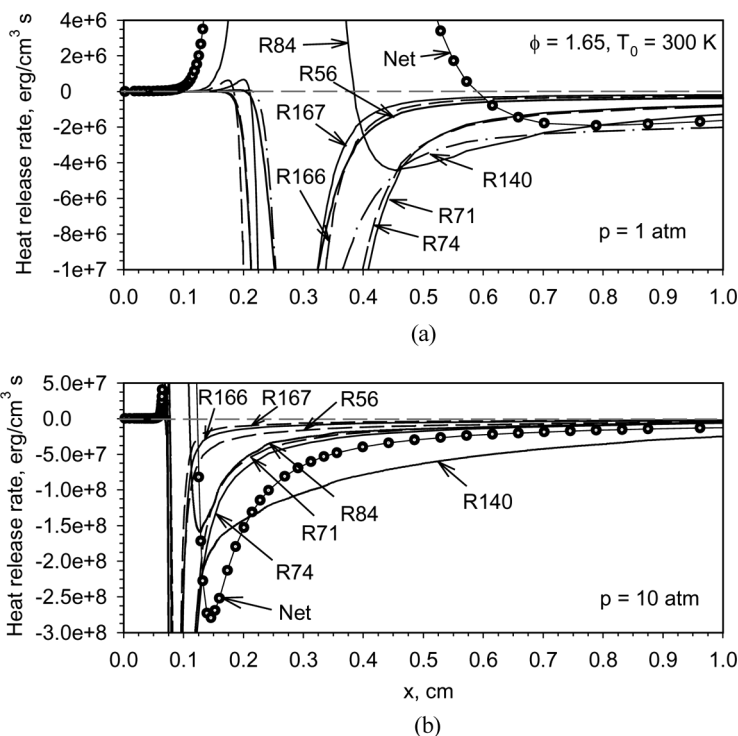 4e+6
2e+6
0
-2e+6
-4e+6
-6e+6
-8e+6
-1e+7
Heat release rate, erg/cm³ s
R84
Net
ϕ = 1.65, T₀ = 300 K
R56
R167
R166
R140
R71
R74
p = 1 atm
0.0 0.1 0.2 0.3 0.4 0.5 0.6 0.7 0.8 0.9 1.0
(a)
5.0e+7
0.0
-5.0e+7
-1.0e+8
-1.5e+8
-2.0e+8
-2.5e+8
-3.0e+8
Heat release rate, erg/cm³ s
R166
R167
R56
R140
R84
R71
R74
Net
p = 10 atm
0.0 0.1 0.2 0.3 0.4 0.5 0.6 0.7 0.8 0.9 1.0
x, cm
(b)